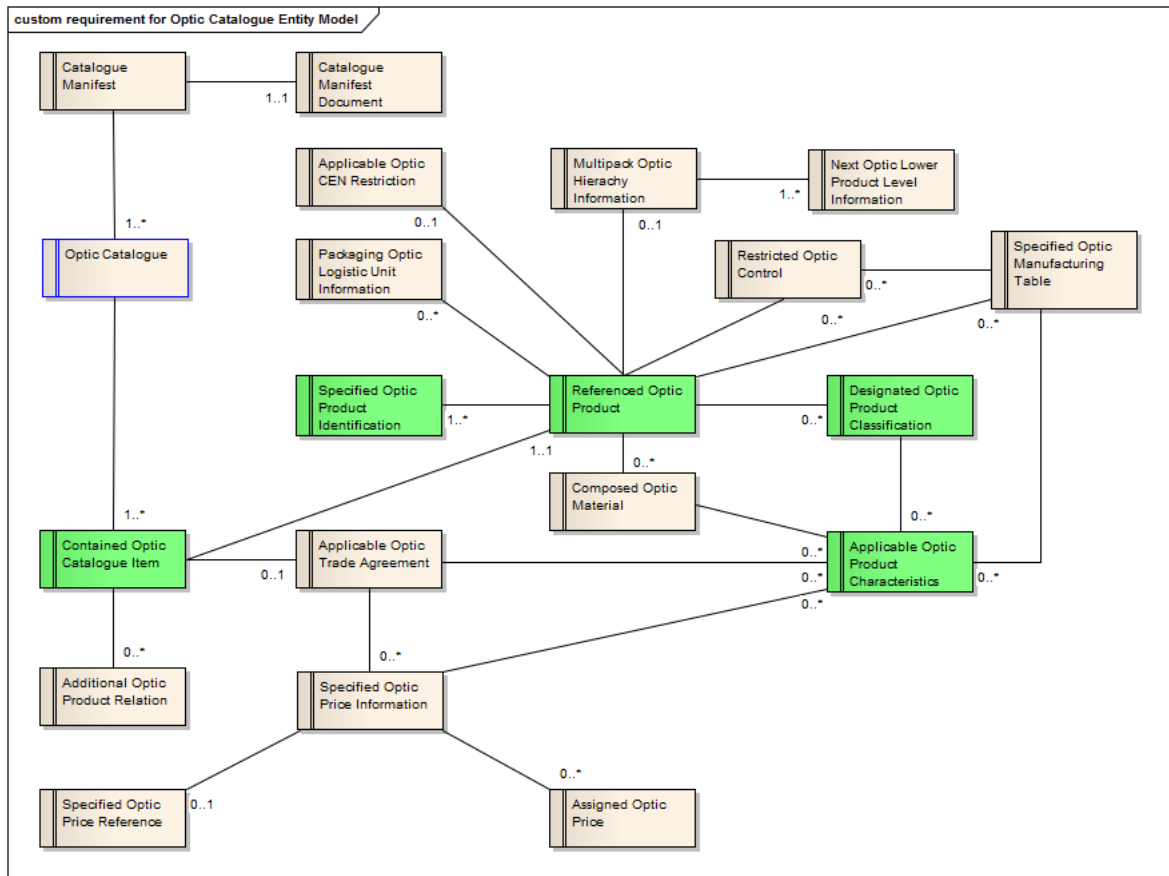 custom requirement for Optic Catalogue Entity Model
Catalogue
Manifest
1..1
Catalogue
Manifest
Document
Applicable Optic
CEN Restriction
0..1
Multipack Optic
Hierachy
Information
0..1
1..*
Next Optic Lower
Product Level
Information
1..*
Optic Catalogue
Packaging Optic
Logistic Unit
Information
0..*
Restricted Optic
Control
0..*
0..*
Specified Optic
Manufacturing
Table
0..*
Specified Optic
Product
Identification
1..*
Referenced Optic
Product
1..1
0..*
0..*
Designated Optic
Product
Classification
Composed Optic
Material
0..*
1..*
Contained Optic
Catalogue Item
0..1
Applicable Optic
Trade Agreement
0..*
0..*
0..*
Applicable Optic
Product
Characteristics
0..*
0..*
Additional Optic
Product Relation
0..*
Specified Optic
Price Information
Specified Optic
Price Reference
0..1
0..*
Assigned Optic
Price